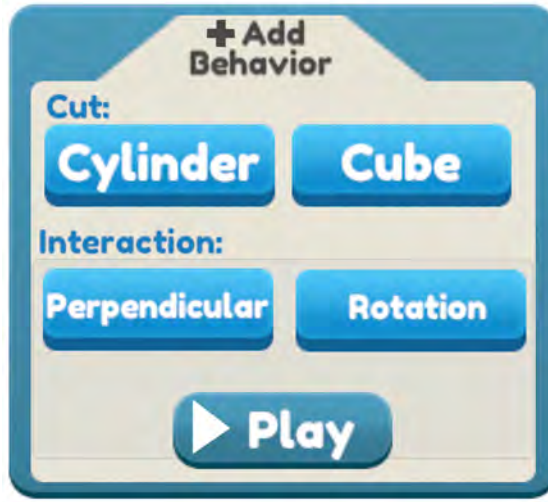 + Add
Behavior
Cut:
Cylinder Cube
Interaction:
Perpendicular Rotation
Play